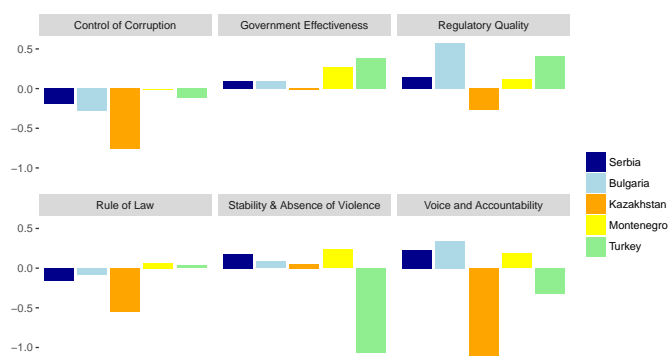 Control of Corruption
Government Effectiveness
Regulatory Quality
0.5
0.0
−0.5
−1.0
Serbia
Bulgaria
Kazakhstan
Montenegro
Turkey
Rule of Law
Stability & Absence of Violence
Voice and Accountability
0.5
0.0
−0.5
−1.0